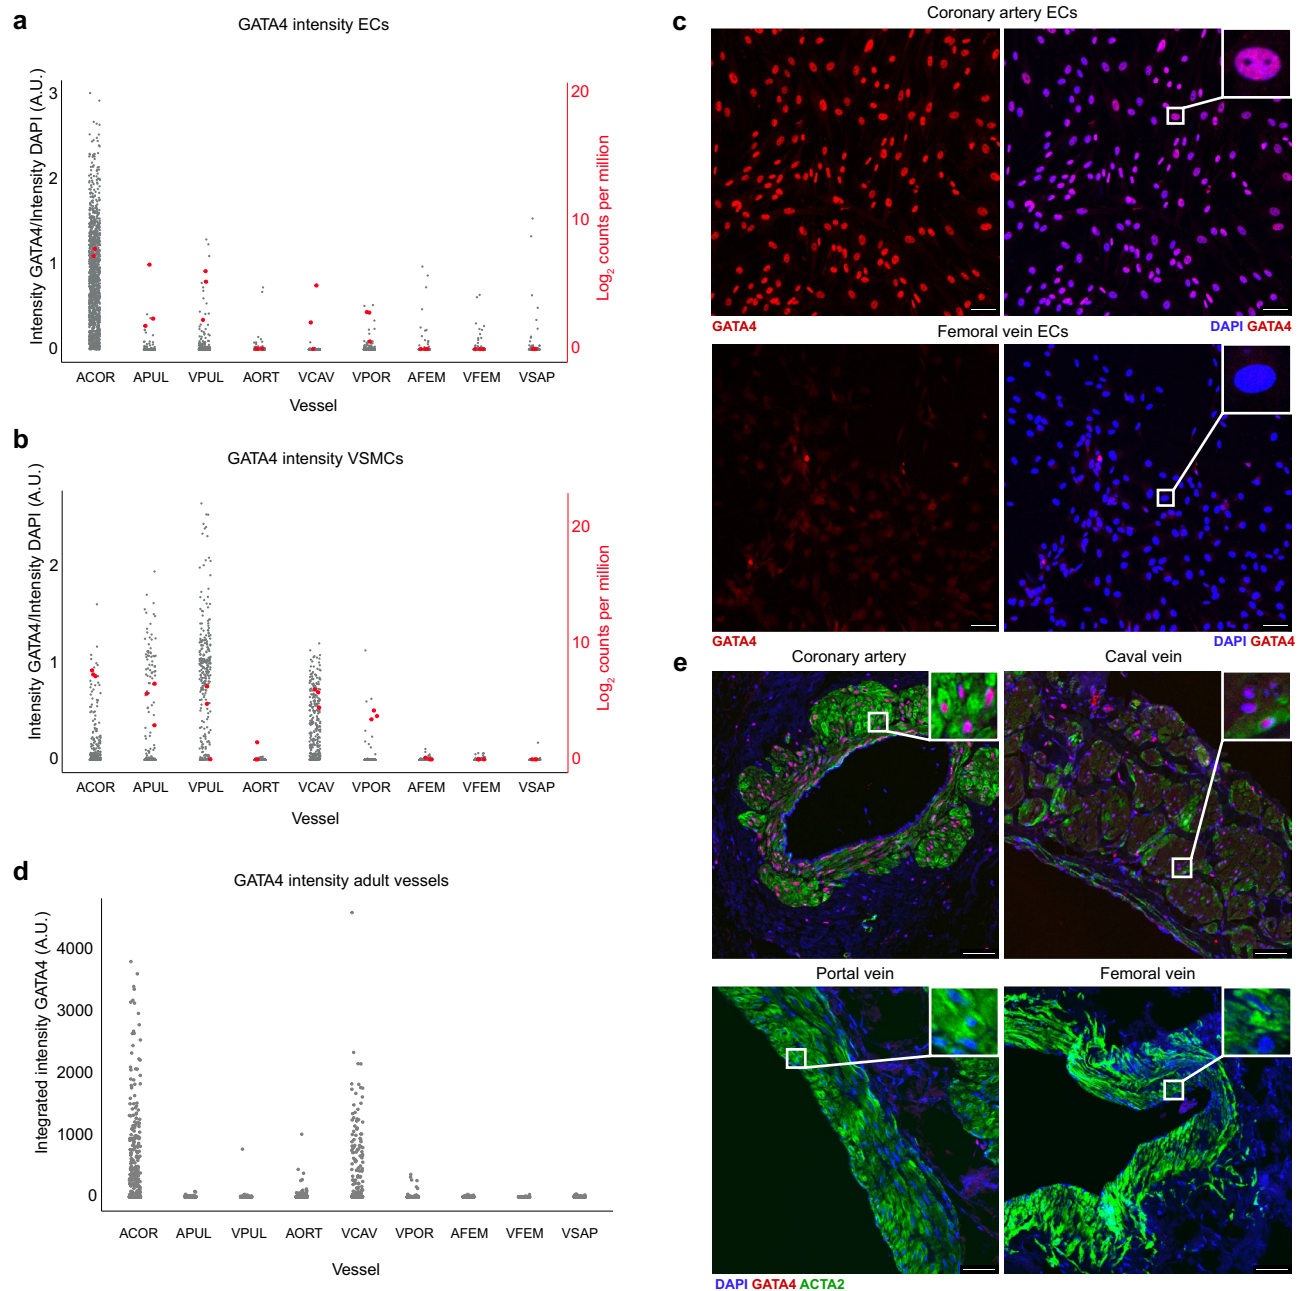 a
GATA4 intensity ECs
Intensity GATA4/Intensity DAPI (A.U.)
3
2
1
0
20
10
0
Log2 counts per million
ACOR APUL VPUL AORT VCAV VPOR AFEM VFEM VSAP
Vessel
b
GATA4 intensity VSMCs
Intensity GATA4/Intensity DAPI (A.U.)
2
1
0
20
10
0
Log2 counts per million
ACOR APUL VPUL AORT VCAV VPOR AFEM VFEM VSAP
Vessel
d
GATA4 intensity adult vessels
Integrated intensity GATA4 (A.U.)
4000
3000
2000
1000
0
ACOR APUL VPUL AORT VCAV VPOR AFEM VFEM VSAP
Vessel
c
Coronary artery ECs
GATA4
DAPI GATA4
Femoral vein ECs
GATA4
DAPI GATA4
e
Coronary artery
Caval vein
Portal vein
Femoral vein
DAPI GATA4 ACTA2